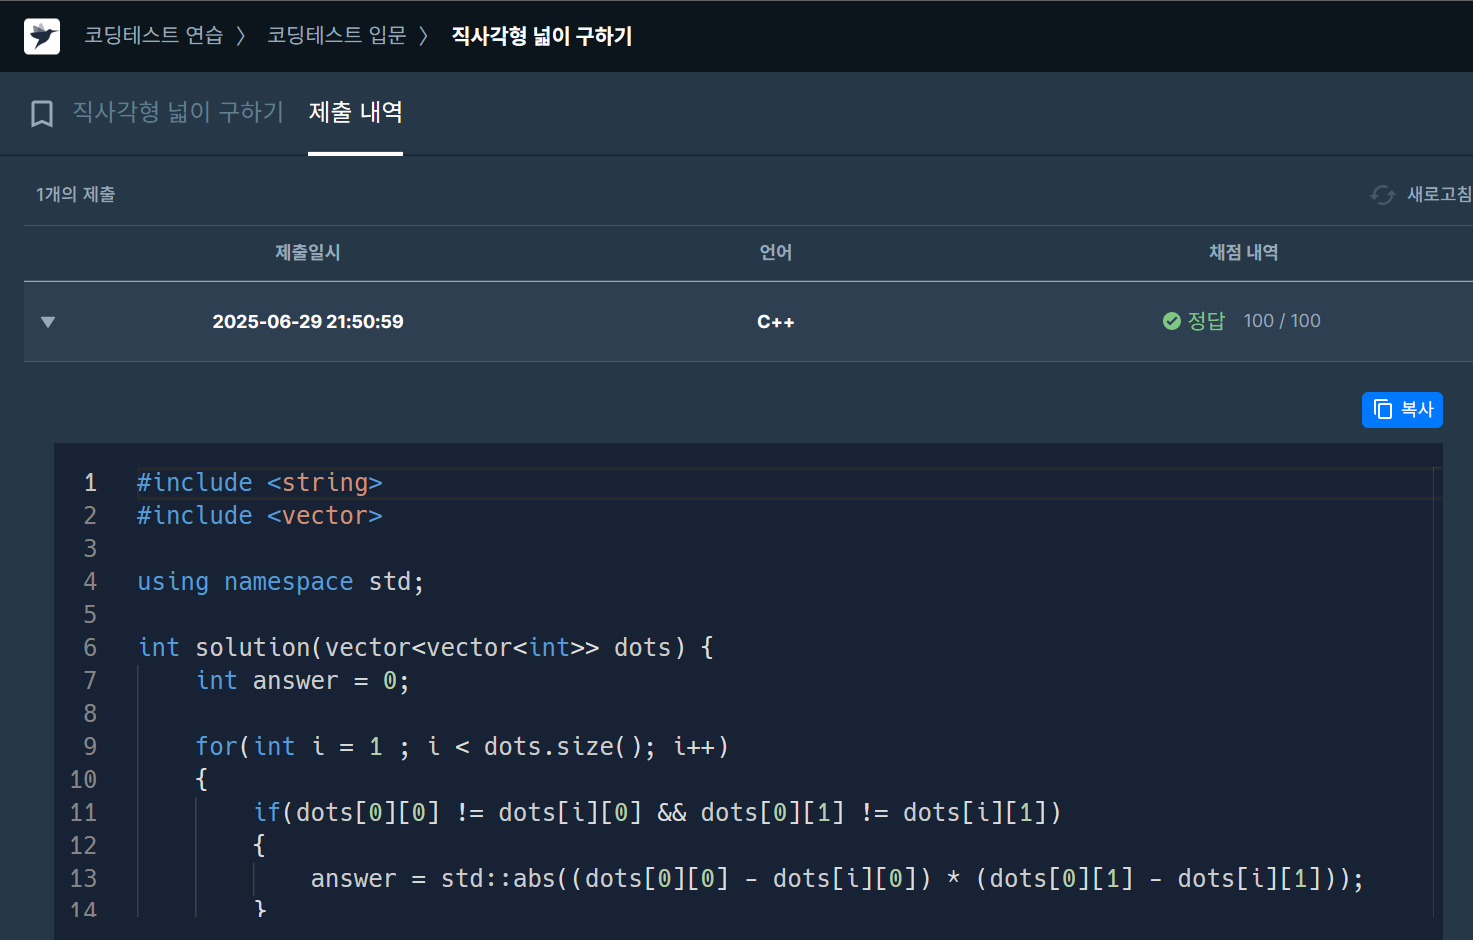 코딩테스트 연습 〉 코딩테스트 입문 〉 직사각형 넓이 구하기
직사각형 넓이 구하기 제출 내역
1개의 제출 새로고침
제출일시 언어 채점 내역
2025-06-29 21:50:59 C++ 정답 100 / 100
복사
1 #include <string>
2 #include <vector>
3
4 using namespace std;
5
6 int solution(vector<vector<int>> dots) {
7     int answer = 0;
8
9     for(int i = 1 ; i < dots.size(); i++)
10     {
11         if(dots[0][0] != dots[i][0] && dots[0][1] != dots[i][1])
12         {
13             answer = std::abs((dots[0][0] - dots[i][0]) * (dots[0][1] - dots[i][1]));
14         }